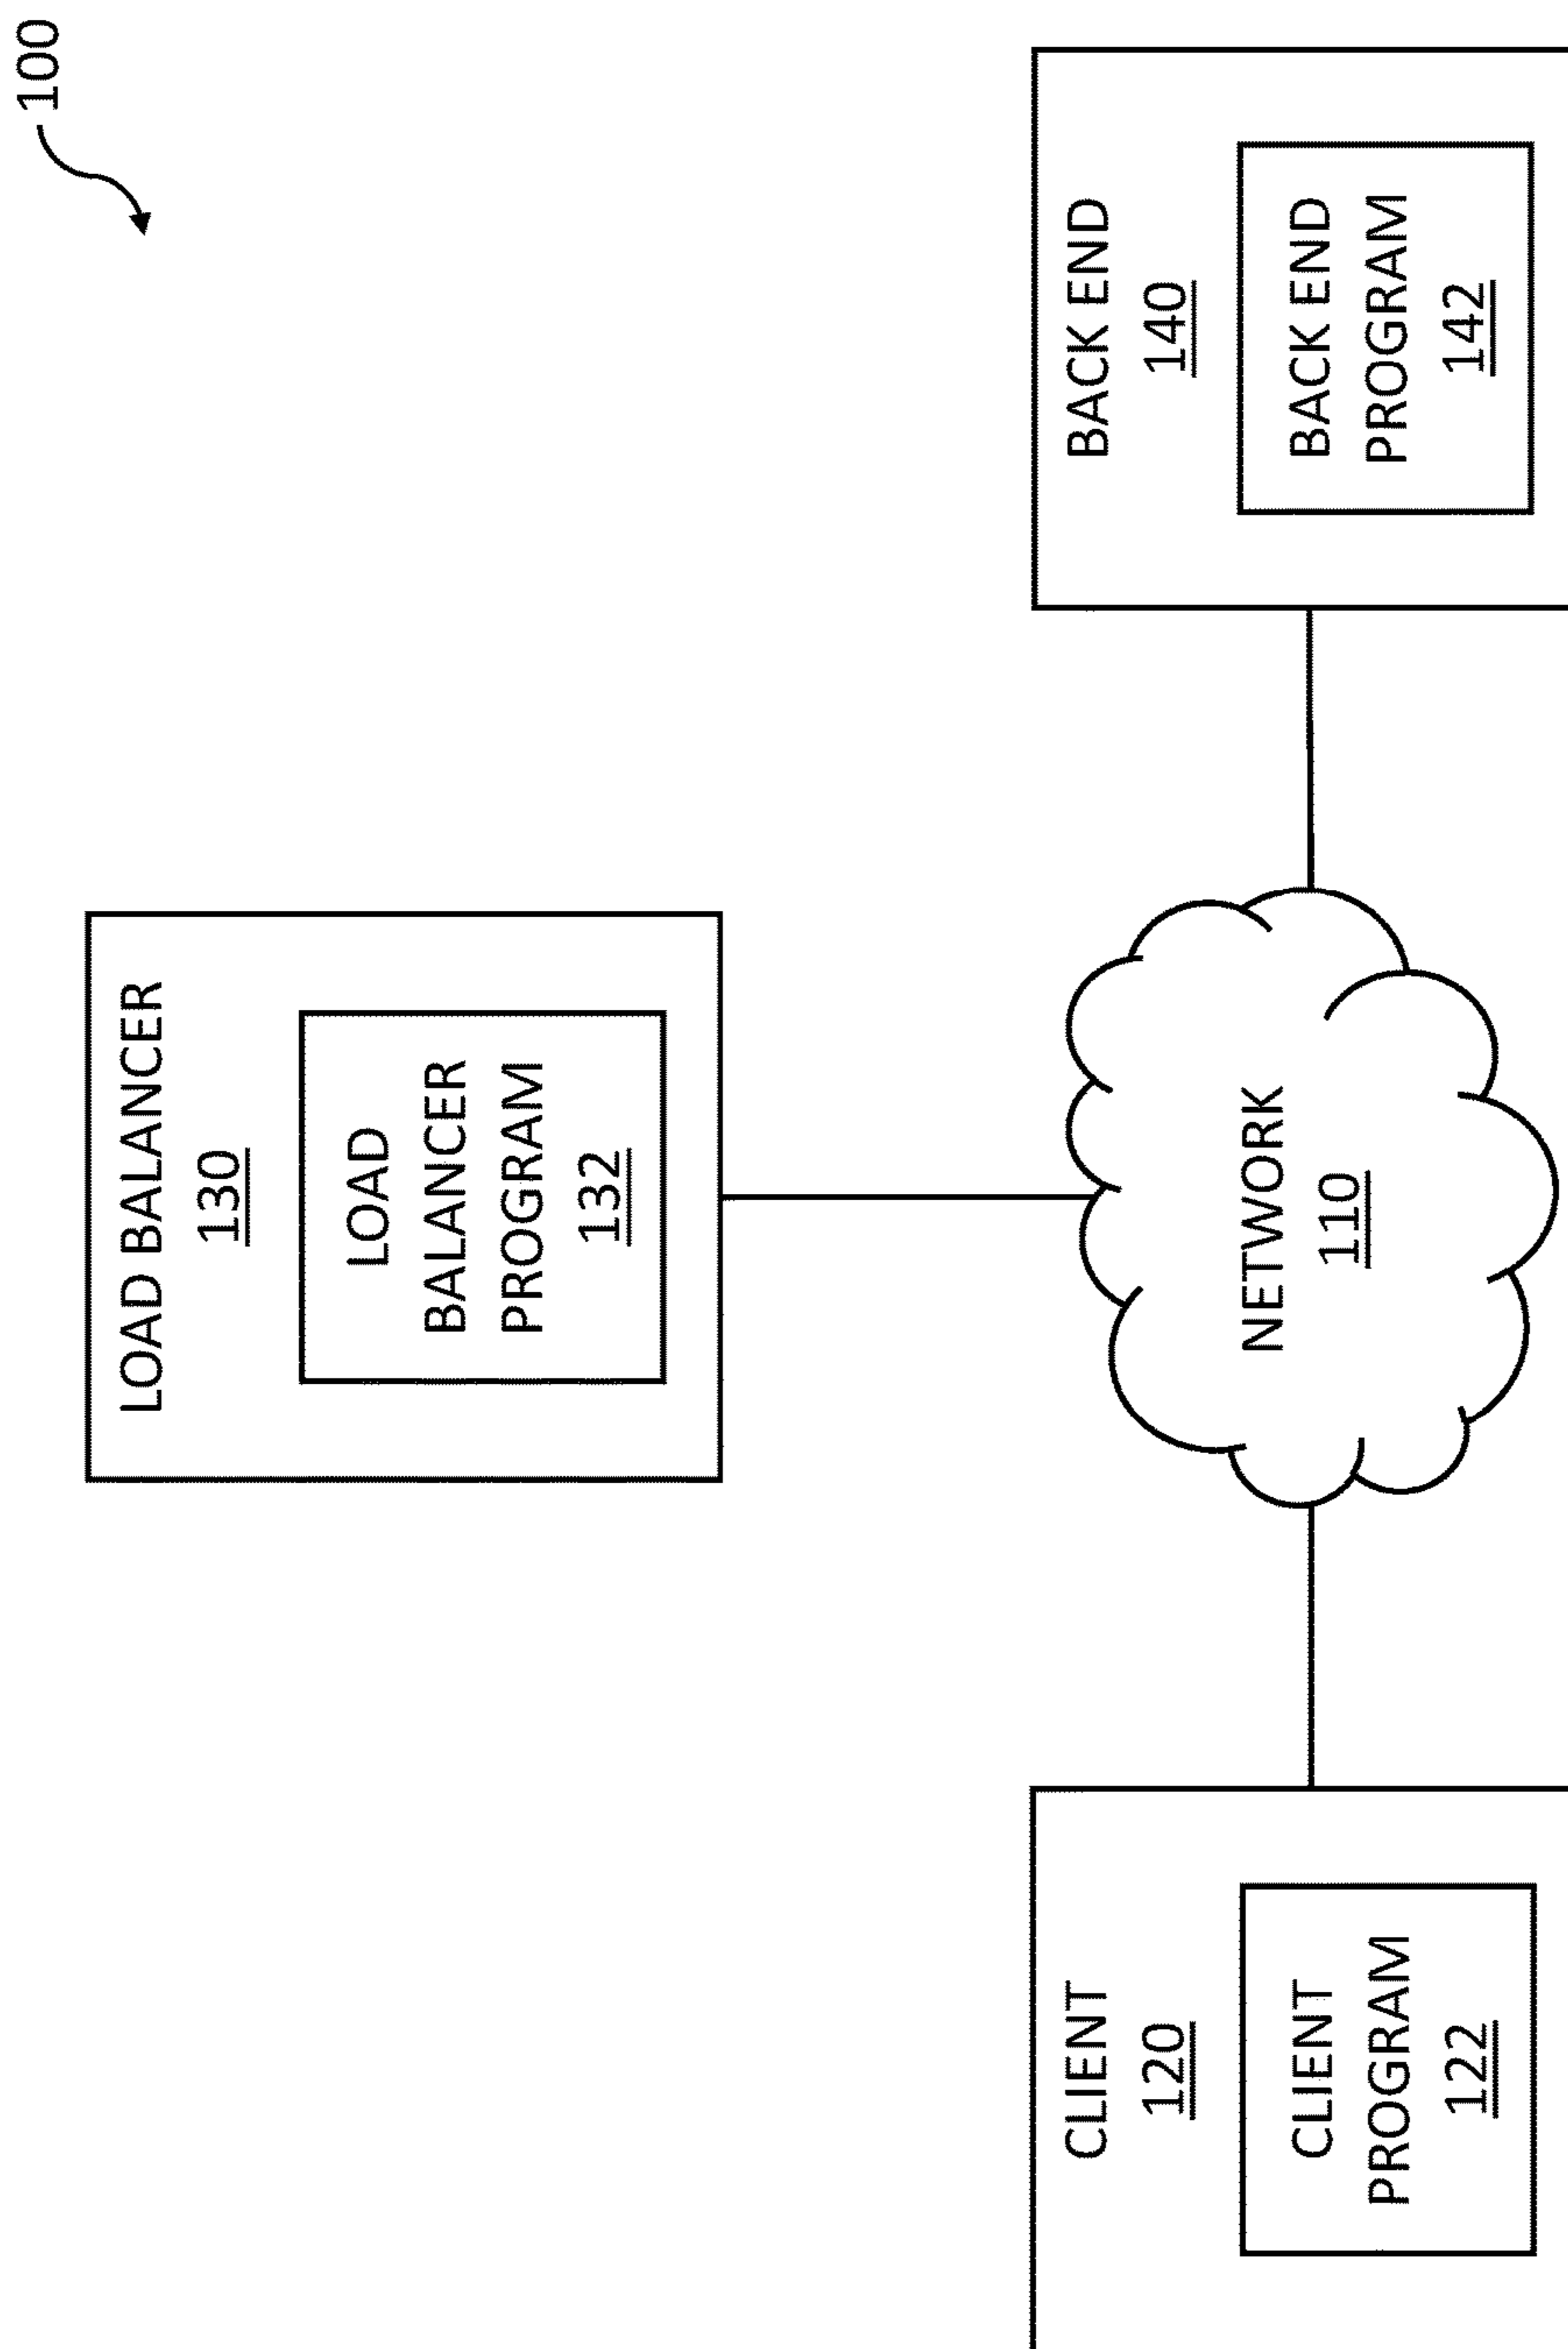 100
LOAD BALANCER
130
LOAD
BALANCER
PROGRAM
132
CLIENT
120
CLIENT
PROGRAM
122
NETWORK
110
BACK END
140
BACK END
PROGRAM
142